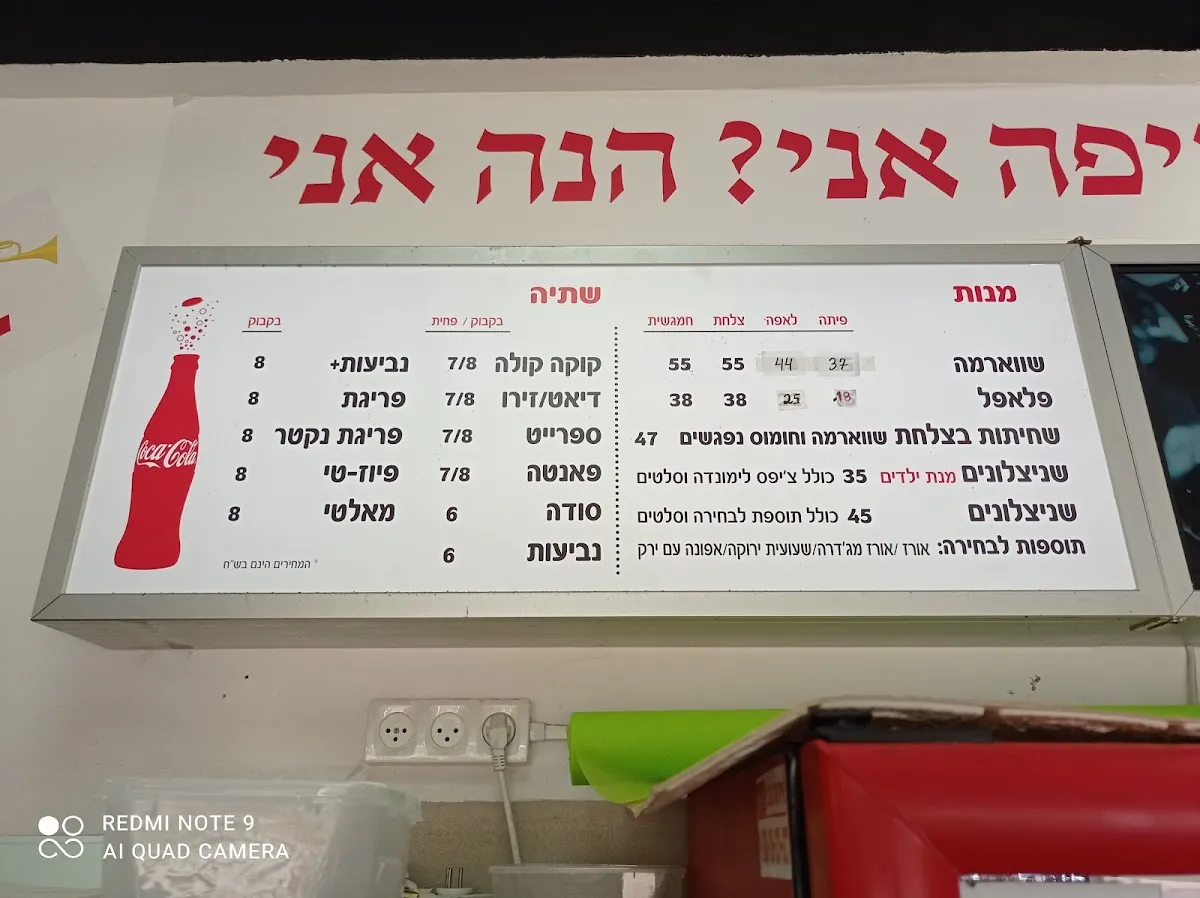 יפה אני? הנה אני
מנות
פיתה לאפה צלחת חמגשית
שווארמה 37 44 55 55
פלאפל 18 25 38 38
שחיתות בצלחת שווארמה וחומוס נפגשים 47
שניצלונים מנת ילדים 35 כולל צ'יפס לימונדה וסלטים
שניצלונים 45 כולל תוספת לבחירה וסלטים
תוספות לבחירה: אורז /אורז מג'דרה/שעועית ירוקה/אפונה עם ירק
שתיה
בקבוק / פחית
קוקה קולה 7/8
דיאט/זירו 7/8
ספרייט 7/8
פאנטה 7/8
סודה 6
נביעות 6
בקבוק
נביעות+ 8
פריגת 8
פריגת נקטר 8
פיוז-טי 8
מאלטי 8
* המחירים הינם בש"ח
Coca-Cola
REDMI NOTE 9
AI QUAD CAMERA